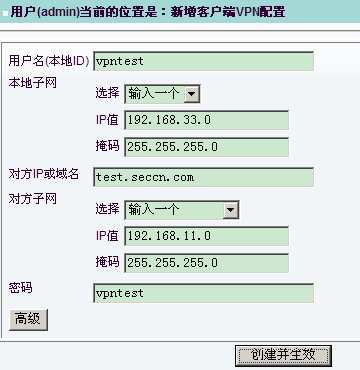 用户(admin)当前的位置是：新增客户端VPN配置
用户名(本地ID) vpntest
本地子网
选择 输入一个
IP值 192.168.33.0
掩码 255.255.255.0
对方IP或域名 test.seccn.com
对方子网
选择 输入一个
IP值 192.168.11.0
掩码 255.255.255.0
密码 vpntest
高级
创建并生效